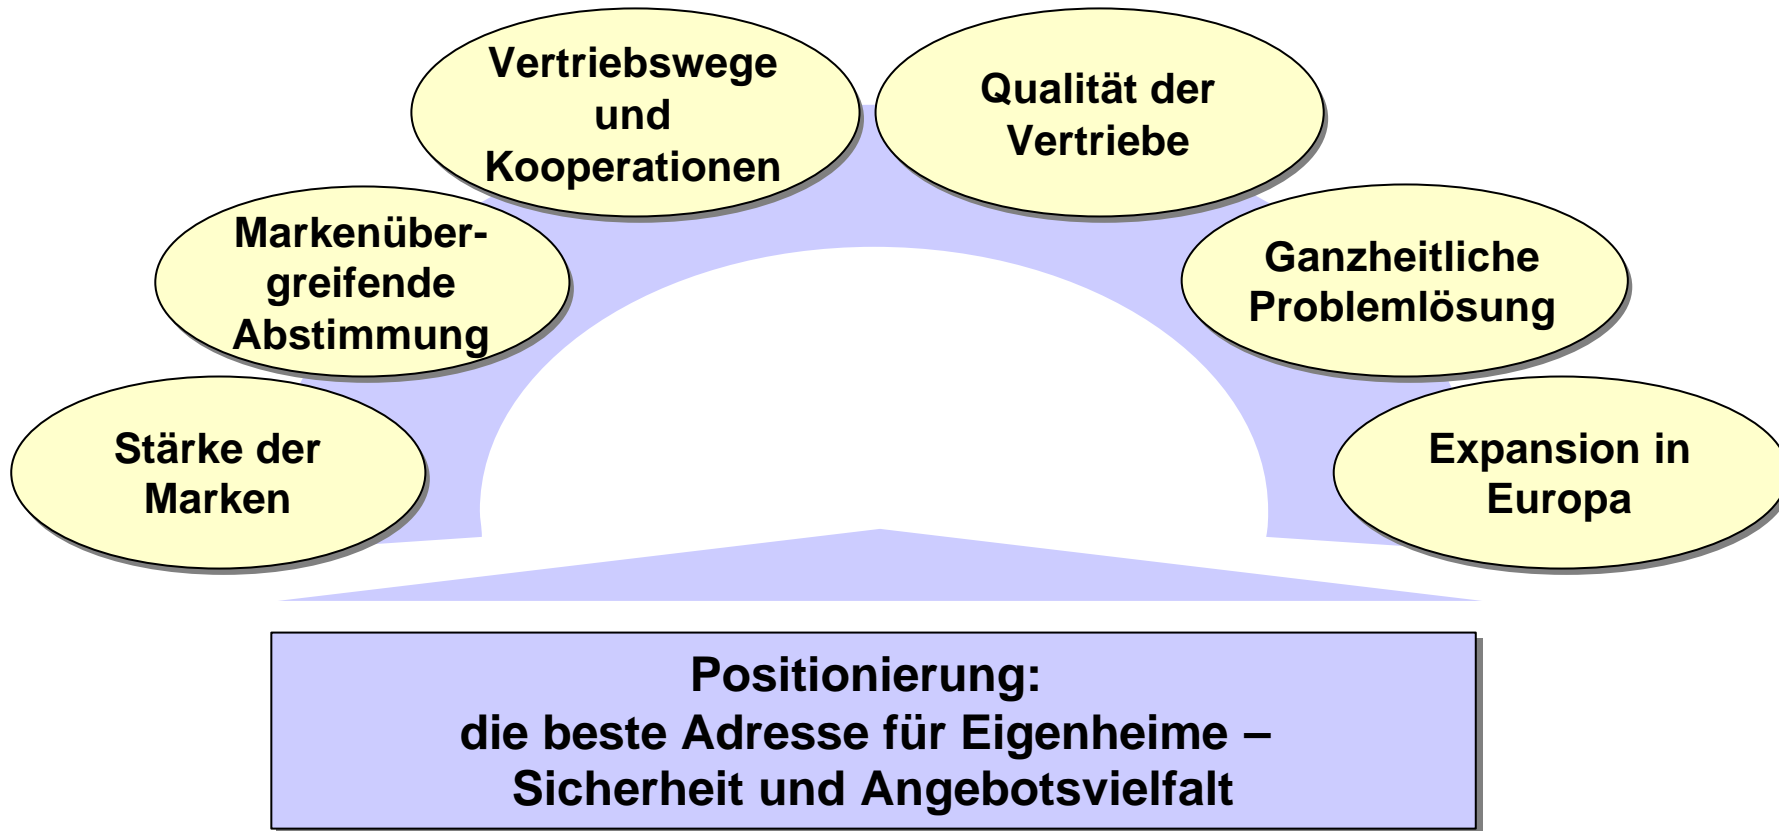 Vertriebswege
und
Kooperationen
Qualität der
Vertriebe
Markenüber-
greifende
Abstimmung
Ganzheitliche
Problemlösung
Stärke der
Marken
Expansion in
Europa
Positionierung:
die beste Adresse für Eigenheime –
Sicherheit und Angebotsvielfalt